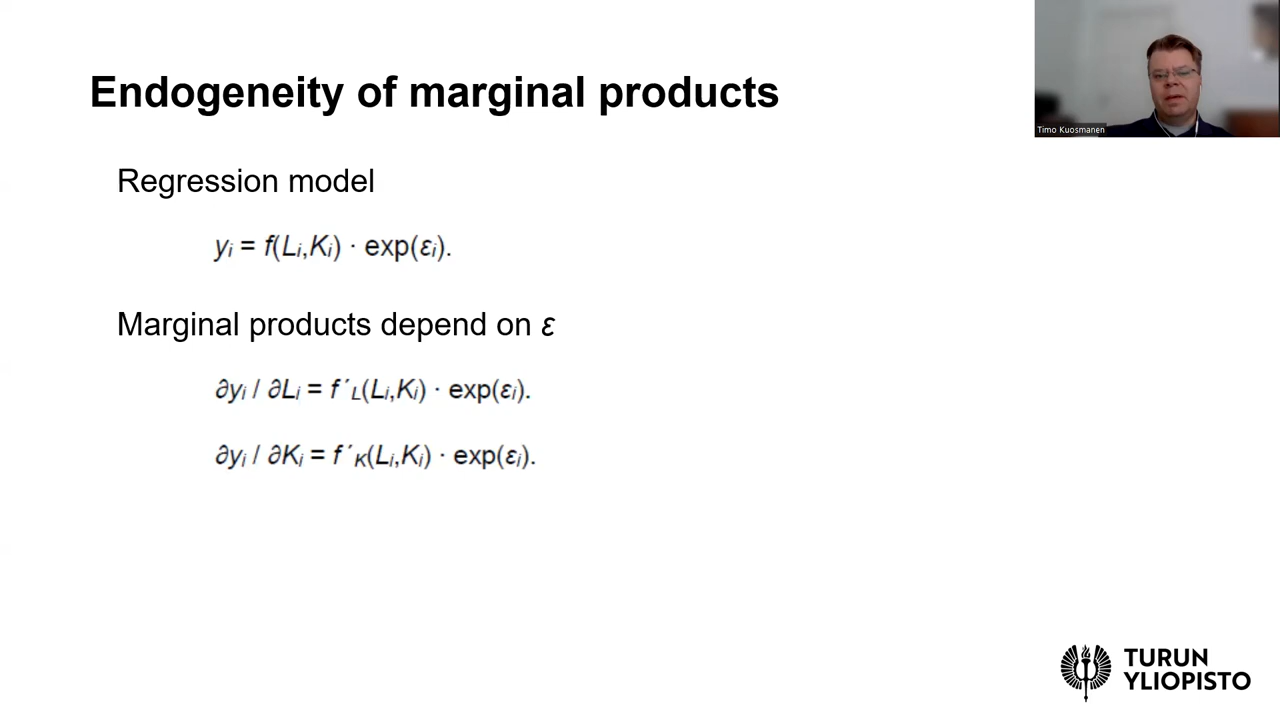 Endogeneity of marginal products
Timo Kuosmanen
Regression model
yᵢ = f(Lᵢ,Kᵢ) · exp(εᵢ).
Marginal products depend on ε
∂yᵢ / ∂Lᵢ = f´L(Lᵢ,Kᵢ) · exp(εᵢ).
∂yᵢ / ∂Kᵢ = f´K(Lᵢ,Kᵢ) · exp(εᵢ).
TURUN
YLIOPISTO